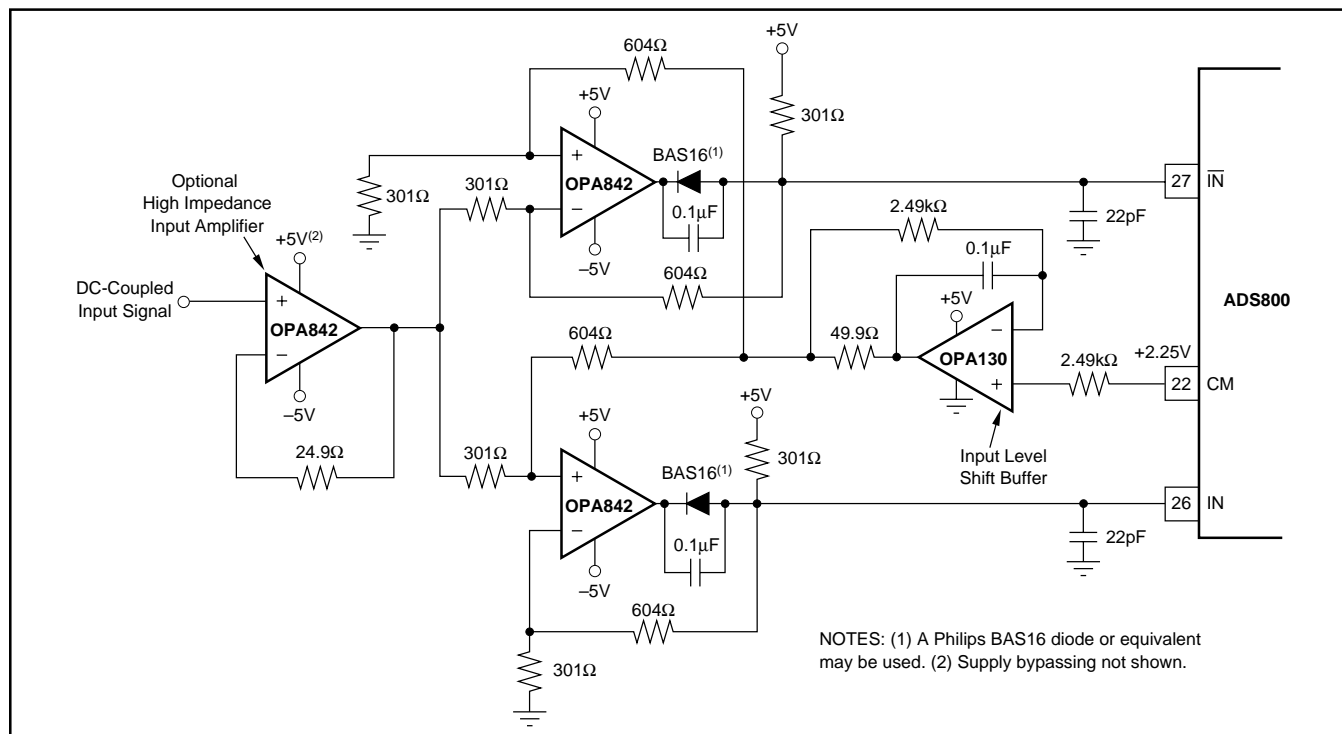 +5V
604Ω
+5V
301Ω
BAS16(1)
+
OPA842
–
0.1µF
–5V
301Ω
301Ω
604Ω
27
IN
22pF
Optional
High Impedance
Input Amplifier
+5V(2)
DC-Coupled
Input Signal
+
OPA842
–
–5V
24.9Ω
2.49kΩ
0.1µF
+5V
604Ω
49.9Ω
–
OPA130
+
2.49kΩ
+2.25V
22
CM
ADS800
Input Level
Shift Buffer
+5V
+5V
301Ω
301Ω
BAS16(1)
+
OPA842
–
0.1µF
–5V
604Ω
301Ω
26
IN
22pF
NOTES: (1) A Philips BAS16 diode or equivalent
may be used. (2) Supply bypassing not shown.